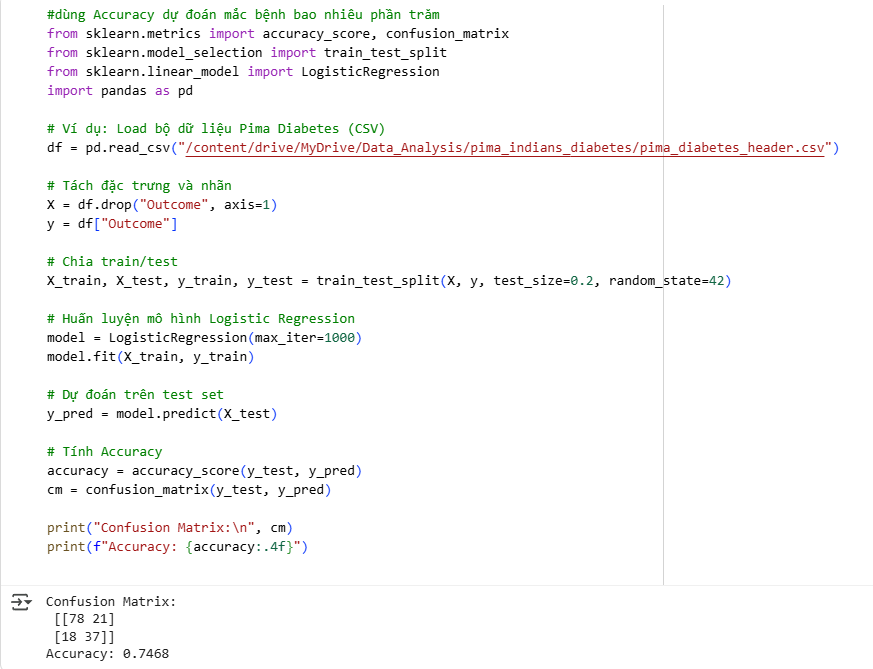 #dùng Accuracy dự đoán mắc bệnh bao nhiêu phần trăm
from sklearn.metrics import accuracy_score, confusion_matrix
from sklearn.model_selection import train_test_split
from sklearn.linear_model import LogisticRegression
import pandas as pd

# Ví dụ: Load bộ dữ liệu Pima Diabetes (CSV)
df = pd.read_csv("/content/drive/MyDrive/Data_Analysis/pima_indians_diabetes/pima_diabetes_header.csv")

# Tách đặc trưng và nhãn
X = df.drop("Outcome", axis=1)
y = df["Outcome"]

# Chia train/test
X_train, X_test, y_train, y_test = train_test_split(X, y, test_size=0.2, random_state=42)

# Huấn luyện mô hình Logistic Regression
model = LogisticRegression(max_iter=1000)
model.fit(X_train, y_train)

# Dự đoán trên test set
y_pred = model.predict(X_test)

# Tính Accuracy
accuracy = accuracy_score(y_test, y_pred)
cm = confusion_matrix(y_test, y_pred)

print("Confusion Matrix:\n", cm)
print(f"Accuracy: {accuracy:.4f}")

Confusion Matrix:
 [[78 21]
 [18 37]]
Accuracy: 0.7468